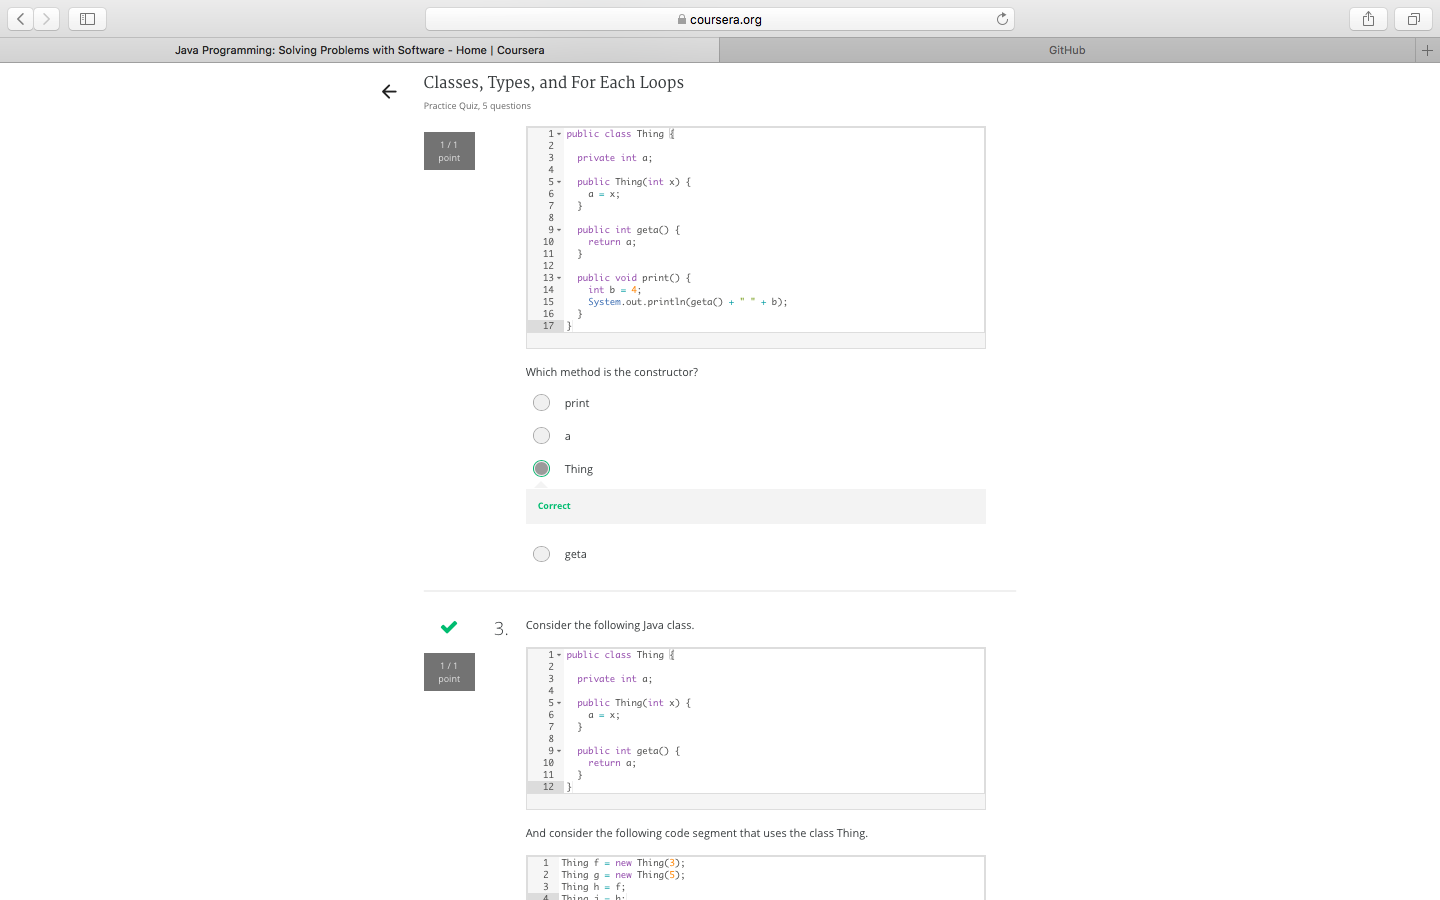 coursera.org
Java Programming: Solving Problems with Software - Home | Coursera
GitHub
Classes, Types, and For Each Loops
Practice Quiz, 5 questions
1 / 1
point
1 public class Thing {
2
3 private int a;
4
5 public Thing(int x) {
6 a = x;
7 }
8
9 public int geta() {
10 return a;
11 }
12
13 public void print() {
14 int b = 4;
15 System.out.println(geta() + " " + b);
16 }
17 }
Which method is the constructor?
print
a
Thing
Correct
geta
3. Consider the following Java class.
1 / 1
point
1 public class Thing {
2
3 private int a;
4
5 public Thing(int x) {
6 a = x;
7 }
8
9 public int geta() {
10 return a;
11 }
12 }
And consider the following code segment that uses the class Thing.
1 Thing f = new Thing(3);
2 Thing g = new Thing(5);
3 Thing h = f;
4 Thing